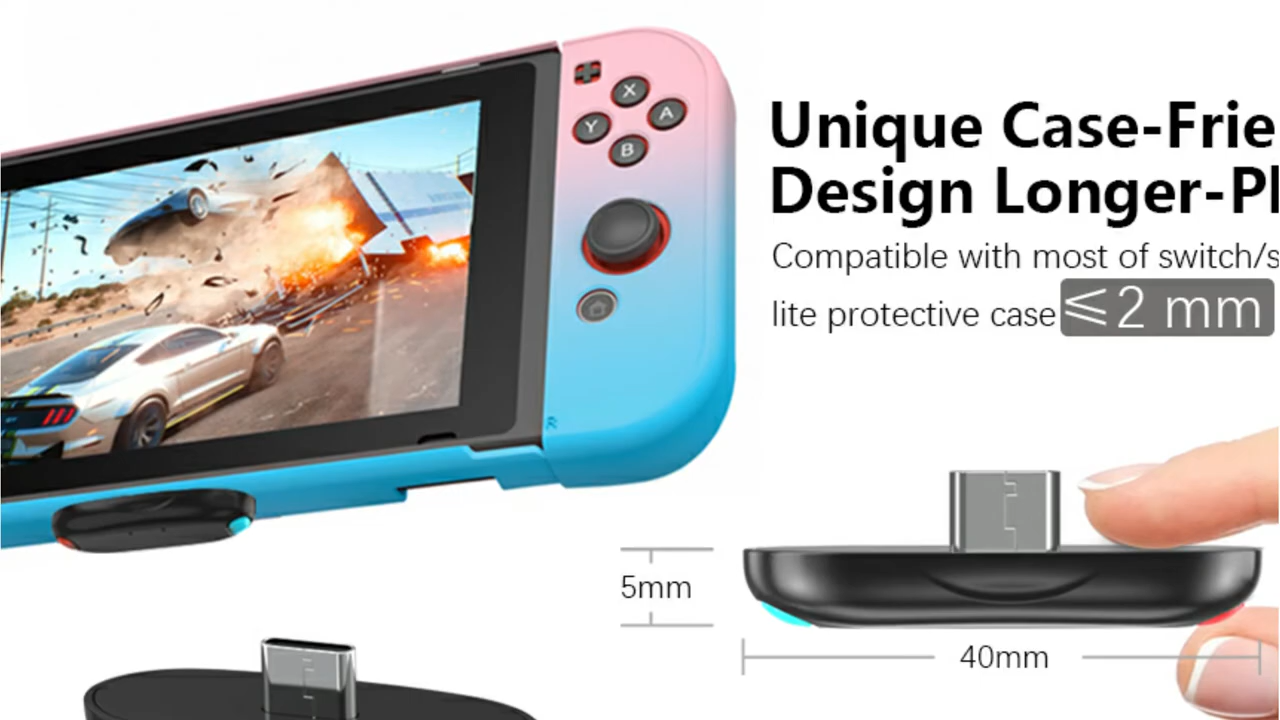 X
A
Y
B
R
Unique Case-Frie
Design Longer-Pl
Compatible with most of switch/s
lite protective case ≤2 mm
5mm
40mm